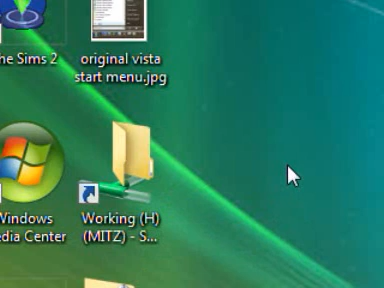 he Sims 2
original vista
start menu.jpg
Windows
dia Center
Working (H)
(MITZ) - S...